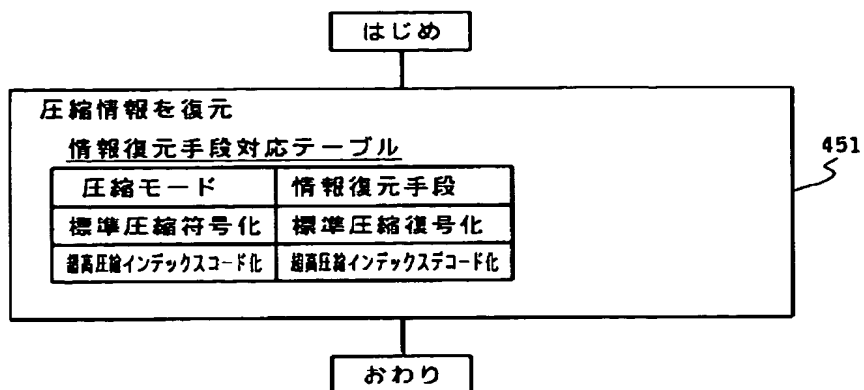 はじめ
圧縮情報を復元
情報復元手段対応テーブル
圧縮モード 情報復元手段
標準圧縮符号化 標準圧縮復号化
超高圧縮インデックスコード化 超高圧縮インデックスデコード化
451
おわり